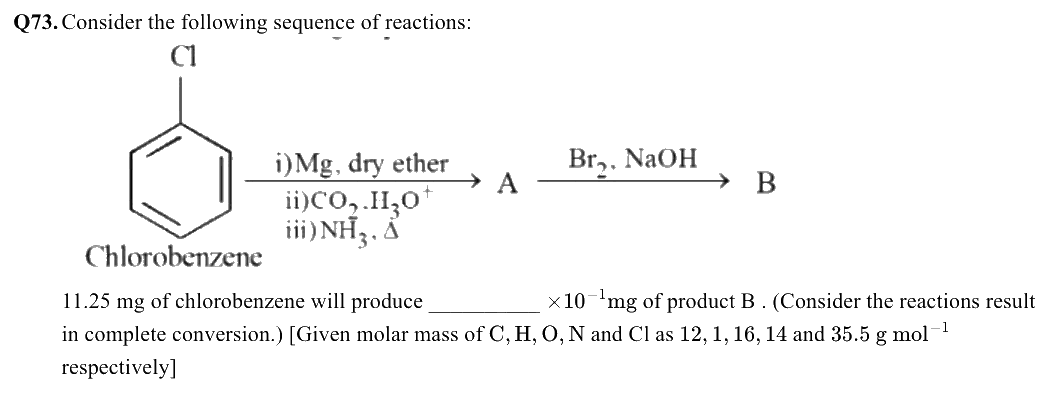 Q73. Consider the following sequence of reactions:
Cl
i)Mg, dry ether
ii)CO₂.H₃O⁺
iii)NH₃, Δ
A
Br₂. NaOH
B
Chlorobenzene
11.25 mg of chlorobenzene will produce __________ ×10⁻¹mg of product B . (Consider the reactions result
in complete conversion.) [Given molar mass of C, H, O, N and Cl as 12, 1, 16, 14 and 35.5 g mol⁻¹
respectively]